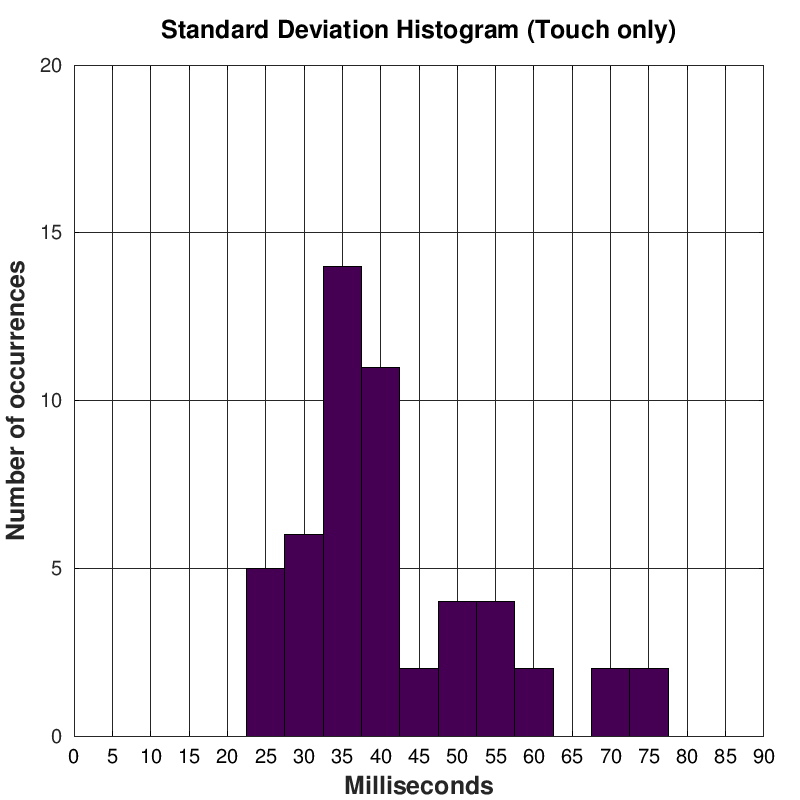 Standard Deviation Histogram (Touch only)
20
15
10
5
0
Number of occurrences
0 5 10 15 20 25 30 35 40 45 50 55 60 65 70 75 80 85 90
Milliseconds